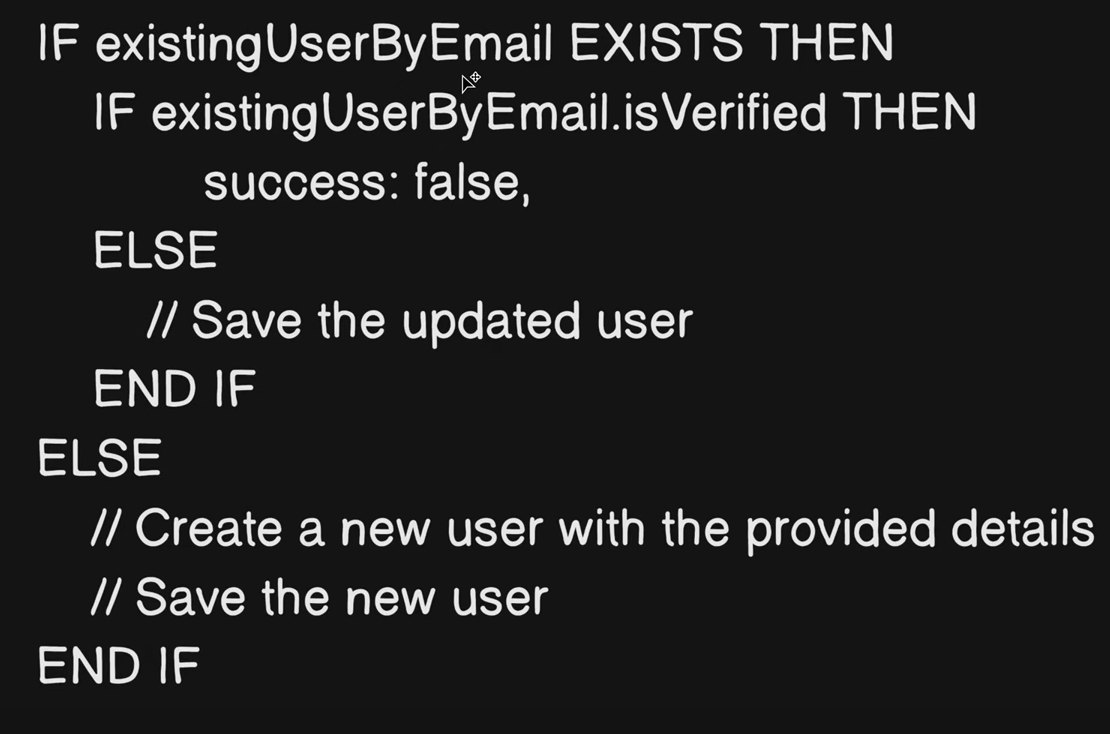 IF existingUserByEmail EXISTS THEN
IF existingUserByEmail.isVerified THEN
success: false,
ELSE
// Save the updated user
END IF
ELSE
// Create a new user with the provided details
// Save the new user
END IF